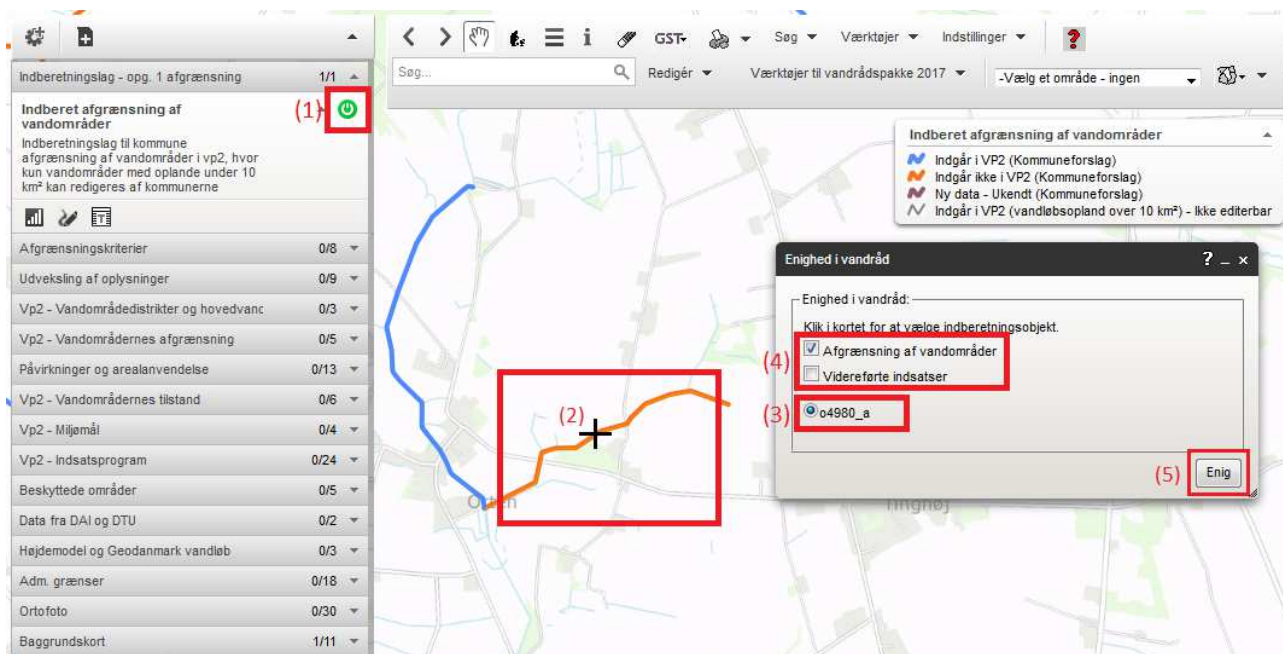 GST
Søg
Værktøjer
Indstillinger
?
Søg...
Redigér
Værktøjer til vandrådspakke 2017
-Vælg et område - ingen
Indberetningslag - opg. 1 afgrænsning 1/1
Indberet afgrænsning af
vandområder
(1)
Indberetningslag til kommune
afgrænsning af vandområder i vp2, hvor
kun vandområder med oplande under 10
km² kan redigeres af kommunerne
Afgrænsningskriterier 0/8
Udveksling af oplysninger 0/9
Vp2 - Vandområdedistrikter og hovedvanc 0/3
Vp2 - Vandområdernes afgrænsning 0/5
Påvirkninger og arealanvendelse 0/13
Vp2 - Vandområdernes tilstand 0/6
Vp2 - Miljømål 0/4
Vp2 - Indsatsprogram 0/24
Beskyttede områder 0/5
Data fra DAI og DTU 0/2
Højdemodel og Geodanmark vandløb 0/3
Adm. grænser 0/18
Ortofoto 0/30
Baggrundskort 1/11
Indberet afgrænsning af vandområder
Indgår i VP2 (Kommuneforslag)
Indgår ikke i VP2 (Kommuneforslag)
Ny data - Ukendt (Kommuneforslag)
Indgår i VP2 (vandløbsopland over 10 km²) - Ikke editerbar
Enighed i vandråd ? _ x
Enighed i vandråd:
Klik i kortet for at vælge indberetningsobjekt.
(4)
Afgrænsning af vandområder
Videreførte indsatser
(3) o4980_a
(5) Enig
(2)
Tinghøj